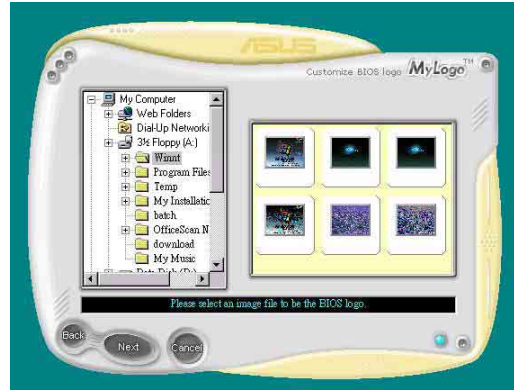 ASUS
Customize BIOS logo MyLogo™
My Computer
Web Folders
Dial-Up Networki
3½ Floppy (A:)
Winnt
Program Files
Temp
My Installatic
batch
OfficeScan N
download
My Music
Please select an image file to be the BIOS logo.
Back
Next
Cancel